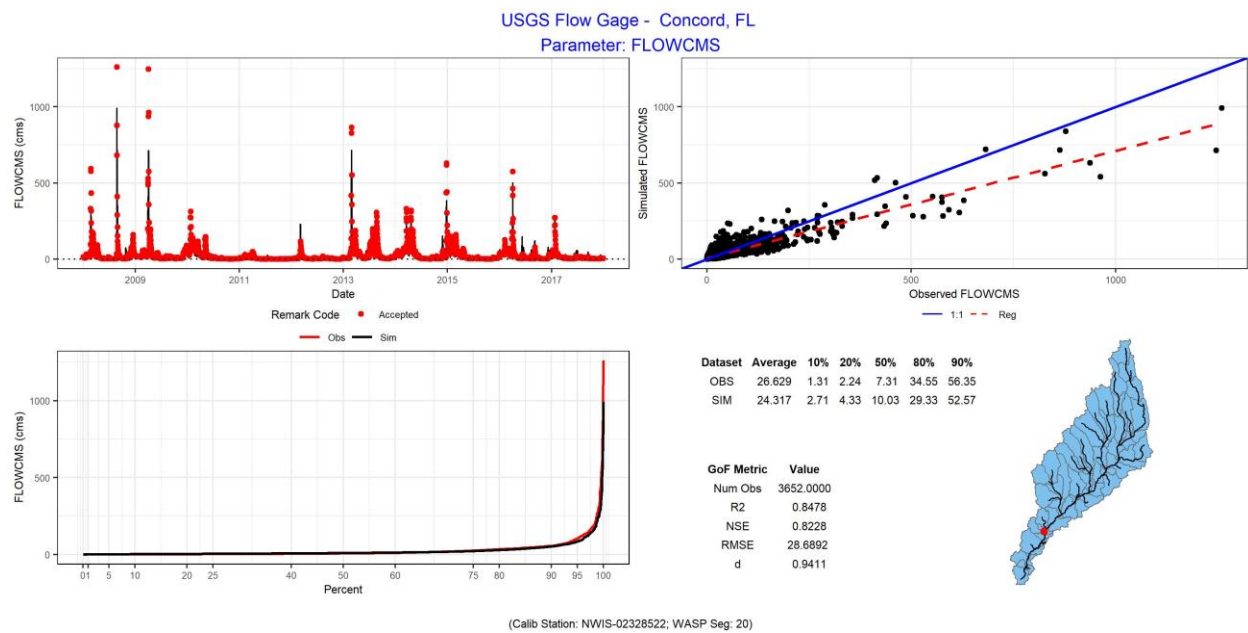 USGS Flow Gage - Concord, FL
Parameter: FLOWCMS
FLOWCMS (cms)
1000
500
0
2009
2011
2013
2015
2017
Date
Remark Code
Accepted
Simulated FLOWCMS
1000
500
0
0
500
1000
Observed FLOWCMS
1:1
Reg
Obs
Sim
FLOWCMS (cms)
1000
500
0
0 1 5 10 20 25 40 50 60 75 80 90 95 100
Percent
Dataset Average 10% 20% 50% 80% 90%
OBS 26.629 1.31 2.24 7.31 34.55 56.35
SIM 24.317 2.71 4.33 10.03 29.33 52.57
GoF Metric Value
Num Obs 3652.0000
R2 0.8478
NSE 0.8228
RMSE 28.6892
d 0.9411
(Calib Station: NWIS-02328522; WASP Seg: 20)